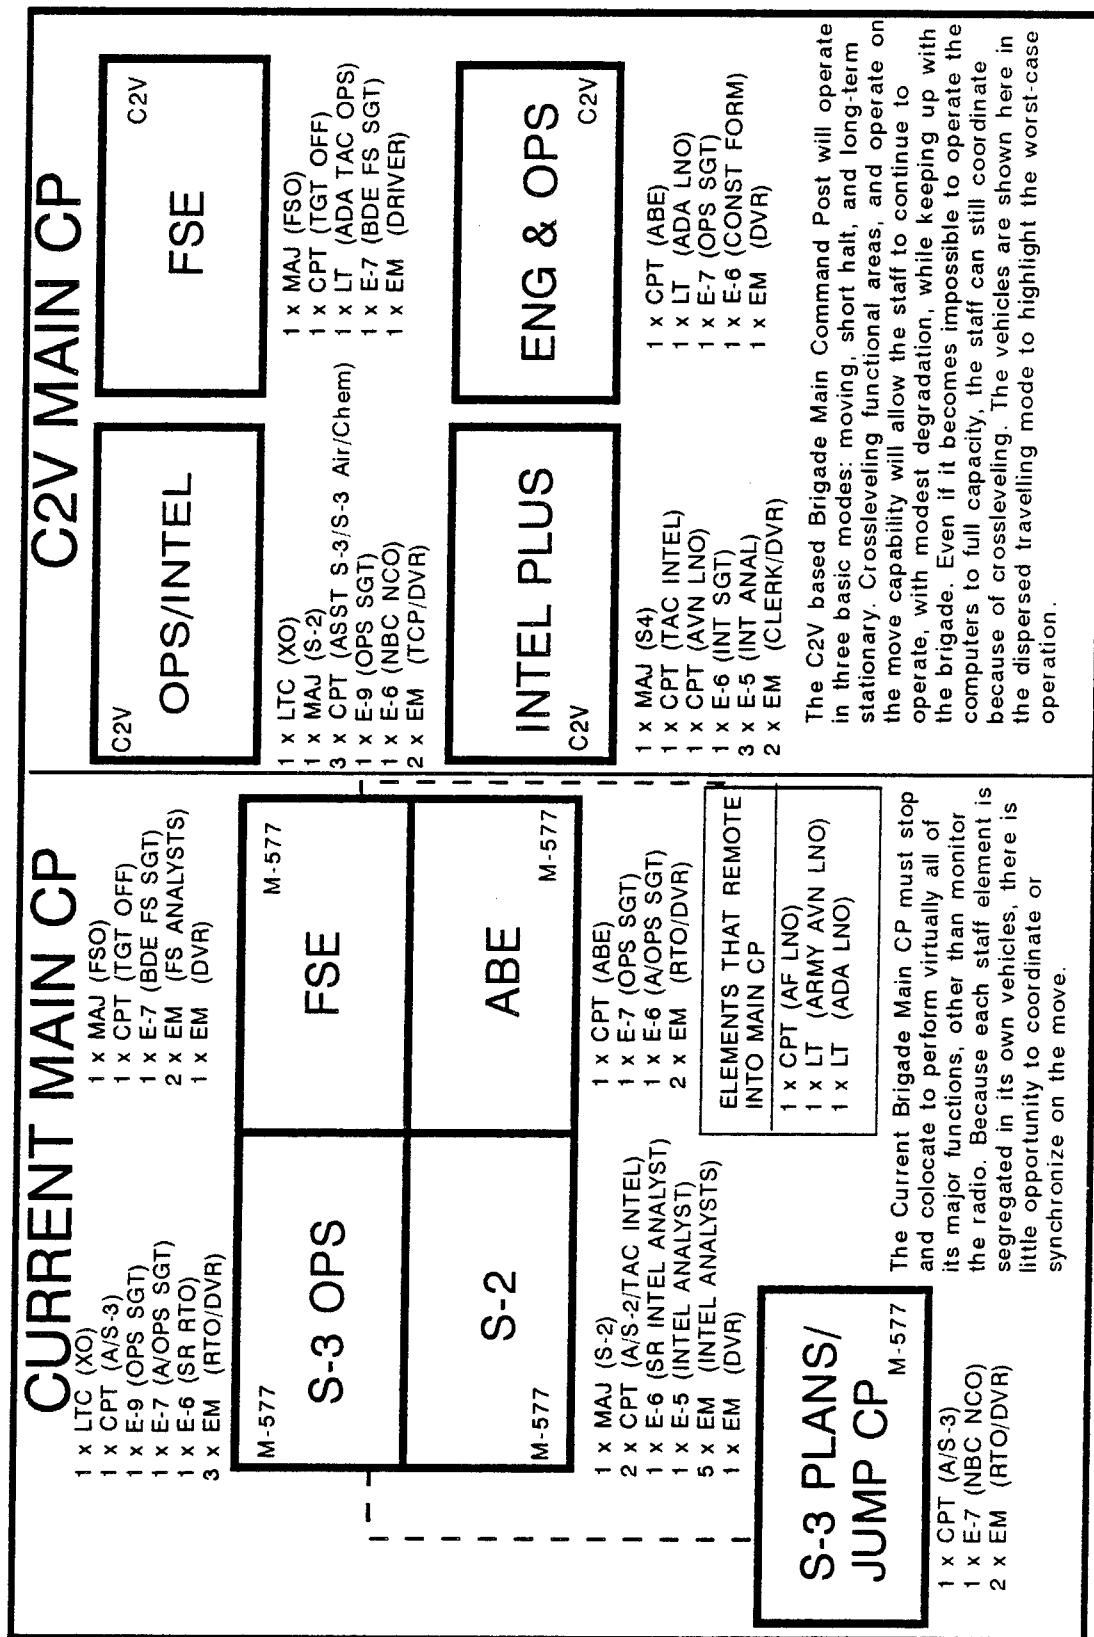 CURRENT MAIN CP
1 x LTC (XO)
1 x CPT (A/S-3)
1 x E-9 (OPS SGT)
1 x E-7 (A/OPS SGT)
1 x E-6 (SR RTO)
3 x EM (RTO/DVR)
1 x MAJ (FSO)
1 x CPT (TGT OFF)
1 x E-7 (BDE FS SGT)
2 x EM (FS ANALYSTS)
1 x EM (DVR)
M-577
S-3 OPS
FSE
M-577
S-2
M-577
ABE
M-577
1 x MAJ (S-2)
2 x CPT (A/S-2/TAC INTEL)
1 x E-6 (SR INTEL ANALYST)
1 x E-5 (INTEL ANALYST)
5 x EM (INTEL ANALYSTS)
1 x EM (DVR)
1 x CPT (ABE)
1 x E-7 (OPS SGT)
1 x E-6 (A/OPS SGT)
2 x EM (RTO/DVR)
ELEMENTS THAT REMOTE
INTO MAIN CP
1 x CPT (AF LNO)
1 x LT (ARMY AVN LNO)
1 x LT (ADA LNO)
S-3 PLANS/
JUMP CP
M-577
1 x CPT (A/S-3)
1 x E-7 (NBC NCO)
2 x EM (RTO/DVR)
The Current Brigade Main CP must stop
and colocate to perform virtually all of
its major functions, other than monitor
the radio. Because each staff element is
segregated in its own vehicles, there is
little opportunity to coordinate or
synchronize on the move.
C2V MAIN CP
C2V
OPS/INTEL
C2V
FSE
1 x LTC (XO)
1 x MAJ (S-2)
3 x CPT (ASST S-3/S-3 Air/Chem)
1 x E-9 (OPS SGT)
1 x E-6 (NBC NCO)
2 x EM (TCP/DVR)
1 x MAJ (FSO)
1 x CPT (TGT OFF)
1 x LT (ADA TAC OPS)
1 x E-7 (BDE FS SGT)
1 x EM (DRIVER)
INTEL PLUS
C2V
ENG & OPS
C2V
1 x MAJ (S4)
1 x CPT (TAC INTEL)
1 x CPT (AVN LNO)
1 x E-6 (INT SGT)
3 x E-5 (INT ANAL)
2 x EM (CLERK/DVR)
1 x CPT (ABE)
1 x LT (ADA LNO)
1 x E-7 (OPS SGT)
1 x E-6 (CONST FORM)
1 x EM (DVR)
The C2V based Brigade Main Command Post will operate
in three basic modes: moving, short halt, and long-term
stationary. Crossleveling functional areas, and operate on
the move capability will allow the staff to continue to
operate, with modest degradation, while keeping up with
the brigade. Even if it becomes impossible to operate the
computers to full capacity, the staff can still coordinate
because of crossleveling. The vehicles are shown here in
the dispersed travelling mode to highlight the worst-case
operation.